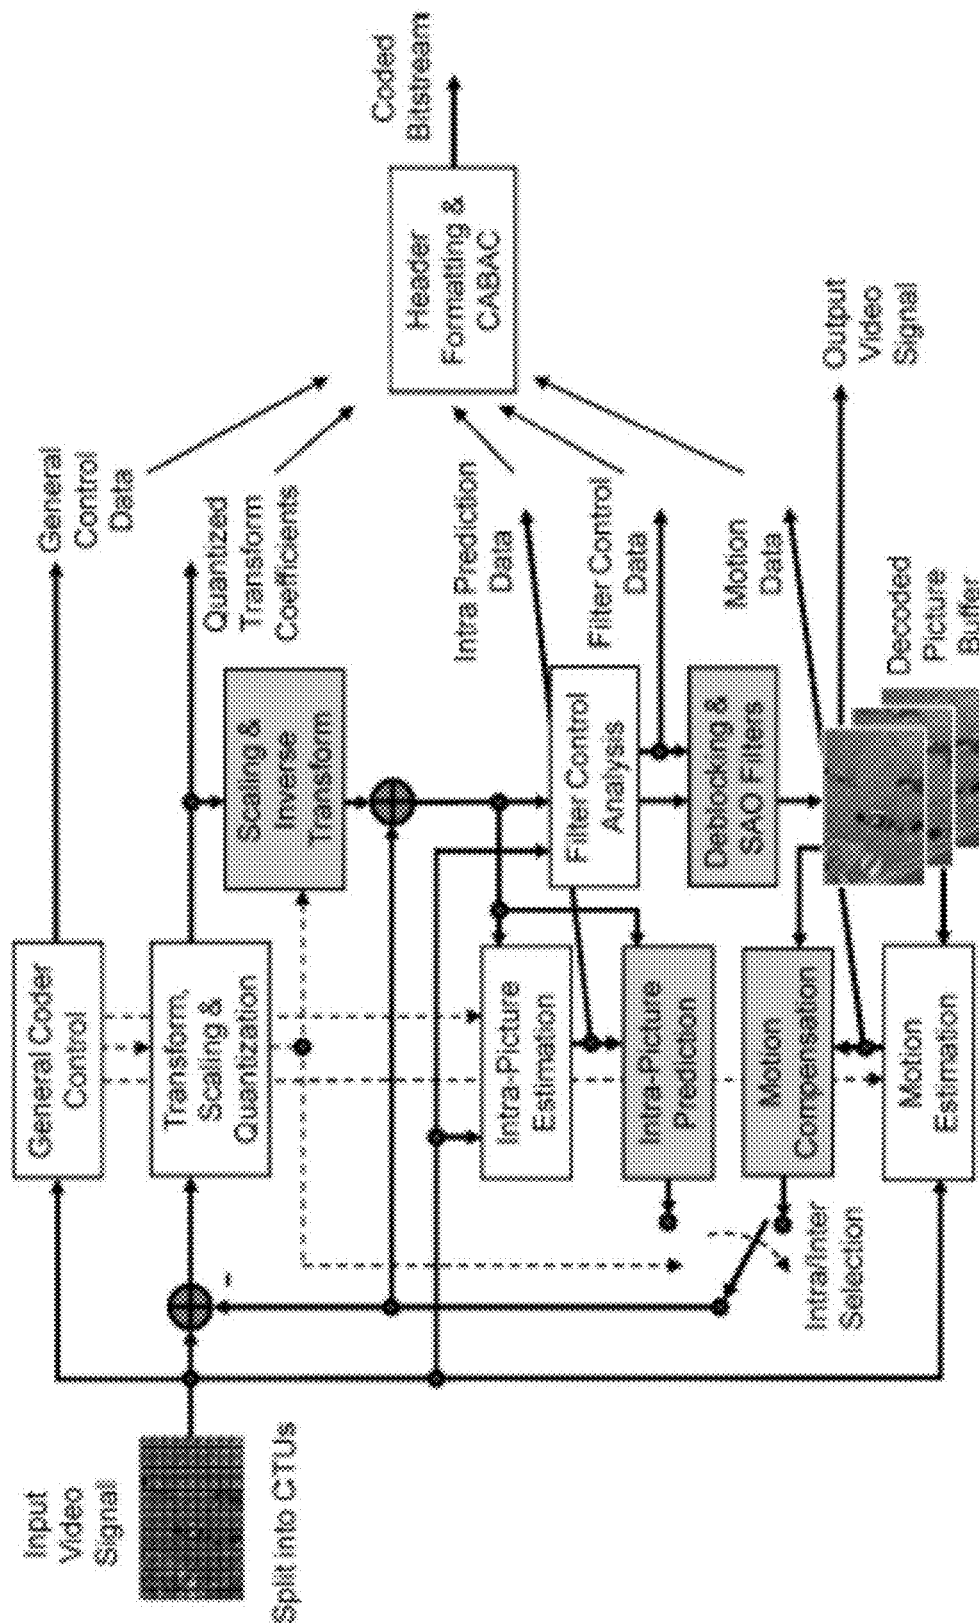 Input
Video
Signal
Split into CTUs
General Coder
Control
Transform,
Scaling &
Quantization
Scaling &
Inverse
Transform
Intra-Picture
Estimation
Intra-Picture
Prediction
Motion
Compensation
Motion
Estimation
Intra/Inter
Selection
-
Filter Control
Analysis
Deblocking &
SAO Filters
General
Control
Data
Quantized
Transform
Coefficients
Intra Prediction
Data
Filter Control
Data
Motion
Data
Header
Formatting &
CABAC
Coded
Bitstream
Output
Video
Signal
Decoded
Picture
Buffer